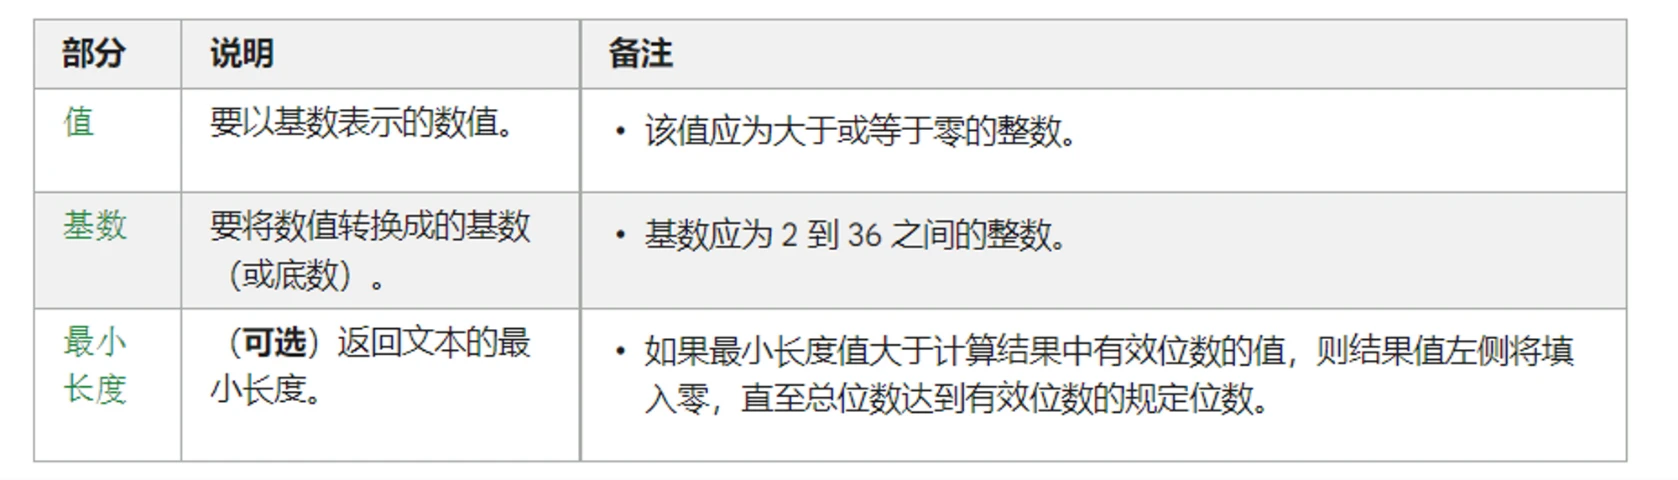 部分 说明 备注
值 要以基数表示的数值。 • 该值应为大于或等于零的整数。
基数 要将数值转换成的基数 • 基数应为 2 到 36 之间的整数。
（或底数）。
最小 （可选）返回文本的最 • 如果最小长度值大于计算结果中有效位数的值，则结果值左侧将填
长度 小长度。 入零，直至总位数达到有效位数的规定位数。